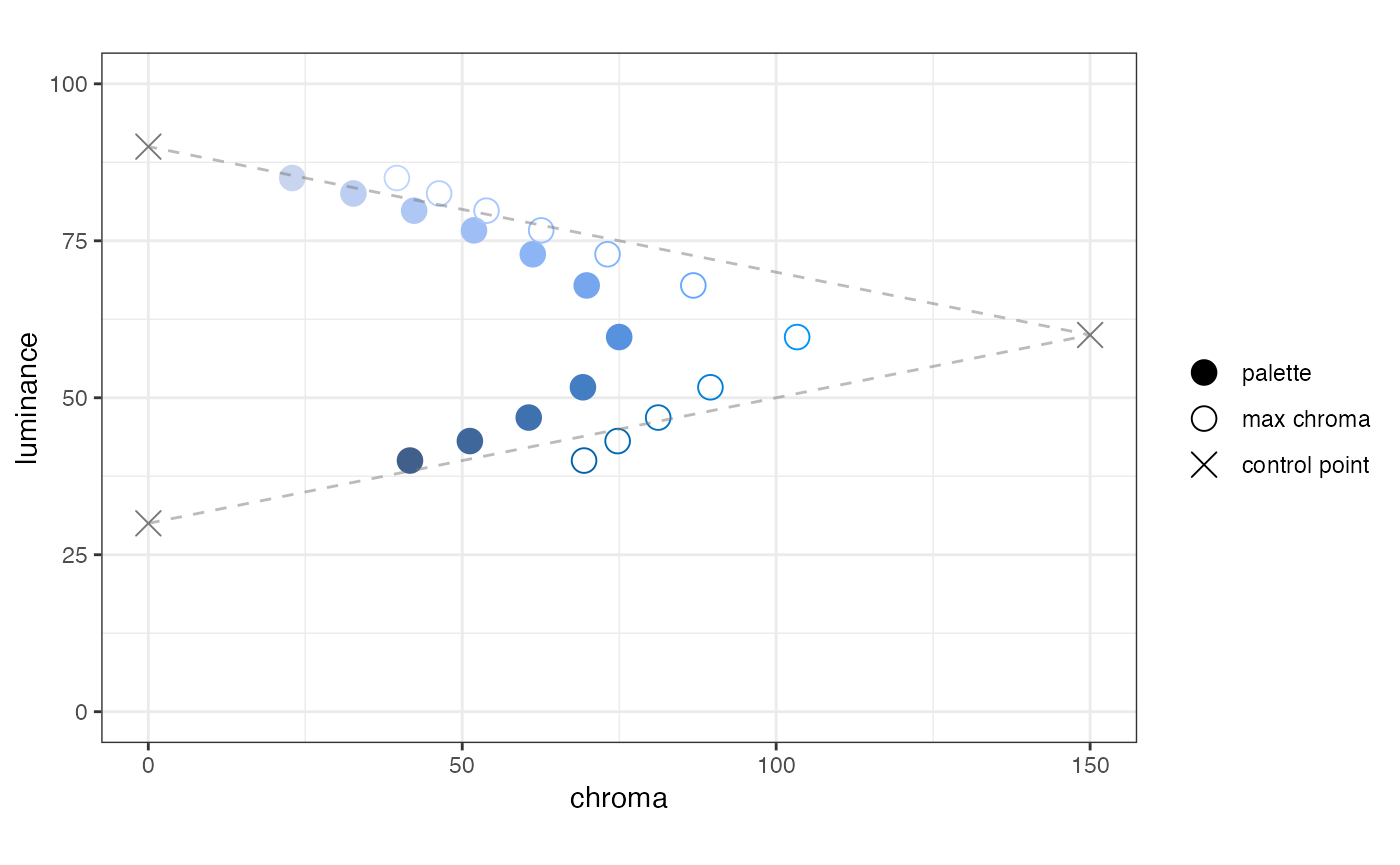 100
75
50
25
0
luminance
0 50 100 150
chroma
palette
max chroma
control point